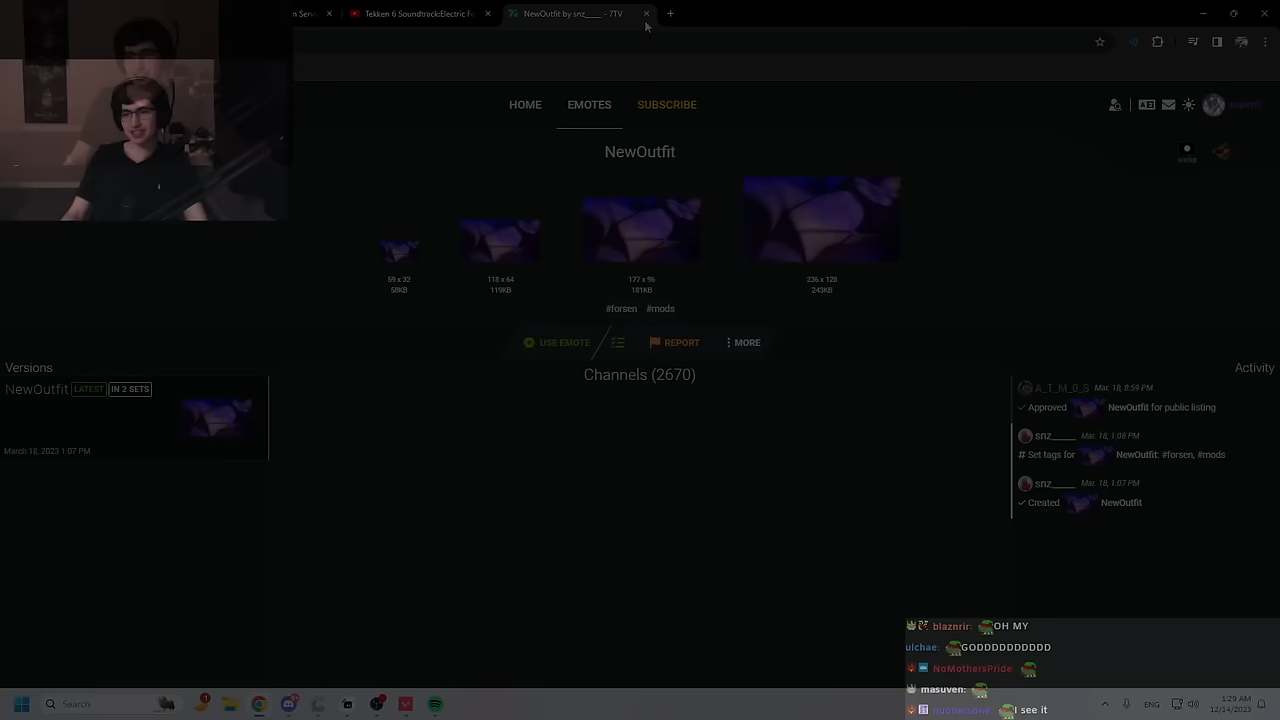 n Serv
Tekken 6 Soundtrack:Electric F
NewOutfit by snz____ - 7TV
HOME
EMOTES
SUBSCRIBE
NewOutfit
webp
59 x 32
118 x 64
177 x 96
236 x 128
58KB
119KB
181KB
243KB
#forsen #mods
USE EMOTE
REPORT
MORE
Versions
Channels (2670)
Activity
NewOutfit LATEST IN 2 SETS
March 18, 2023 1:07 PM
A_T_M_0_S Mar. 18, 8:59 PM
Approved NewOutfit for public listing
snz____ Mar. 18, 1:08 PM
# Set tags for NewOutfit: #forsen, #mods
snz____ Mar. 18, 1:07 PM
Created NewOutfit
blaznrir: OH MY
ulchae: GODDDDDDDDDD
NoMothersPride
masuven:
I see it
Search
ENG
1:29 AM
12/14/2023